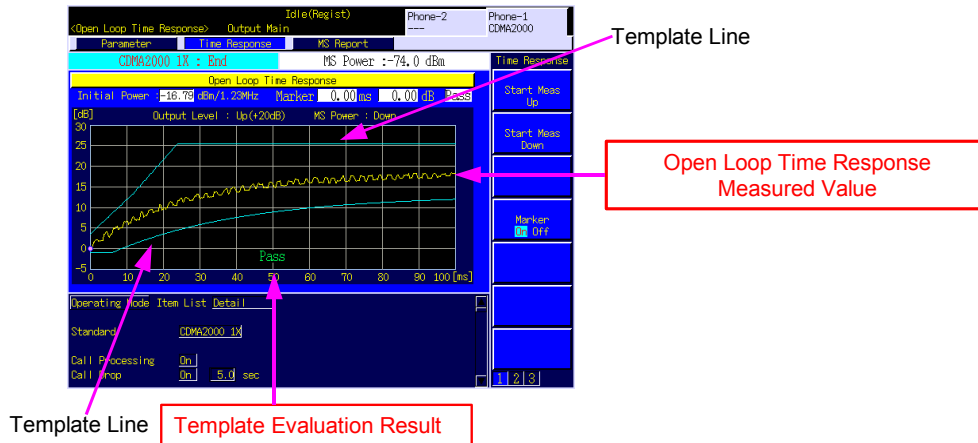 Idle(Regist)
<Open Loop Time Response> Output Main
Phone-2
---
Phone-1
CDMA2000
Parameter Time Response MS Report
CDMA2000 1X : End MS Power :-74.0 dBm Time Response
Open Loop Time Response
Initial Power :-16.79 dBm/1.23MHz Marker 0.00 ms 0.00 dB Pass
[dB] Output Level : Up(+20dB) MS Power : Down
30
25
20
15
10
5
0
-5
Pass
0 10 20 30 40 50 60 70 80 90 100 [ms]
Start Meas
Up
Start Meas
Down
Marker
On Off
Operating Mode Item List Detail
Standard CDMA2000 1X
Call Processing On
Call Drop On 5.0 sec
1 2 3
Template Line
Open Loop Time Response
Measured Value
Template Line
Template Evaluation Result